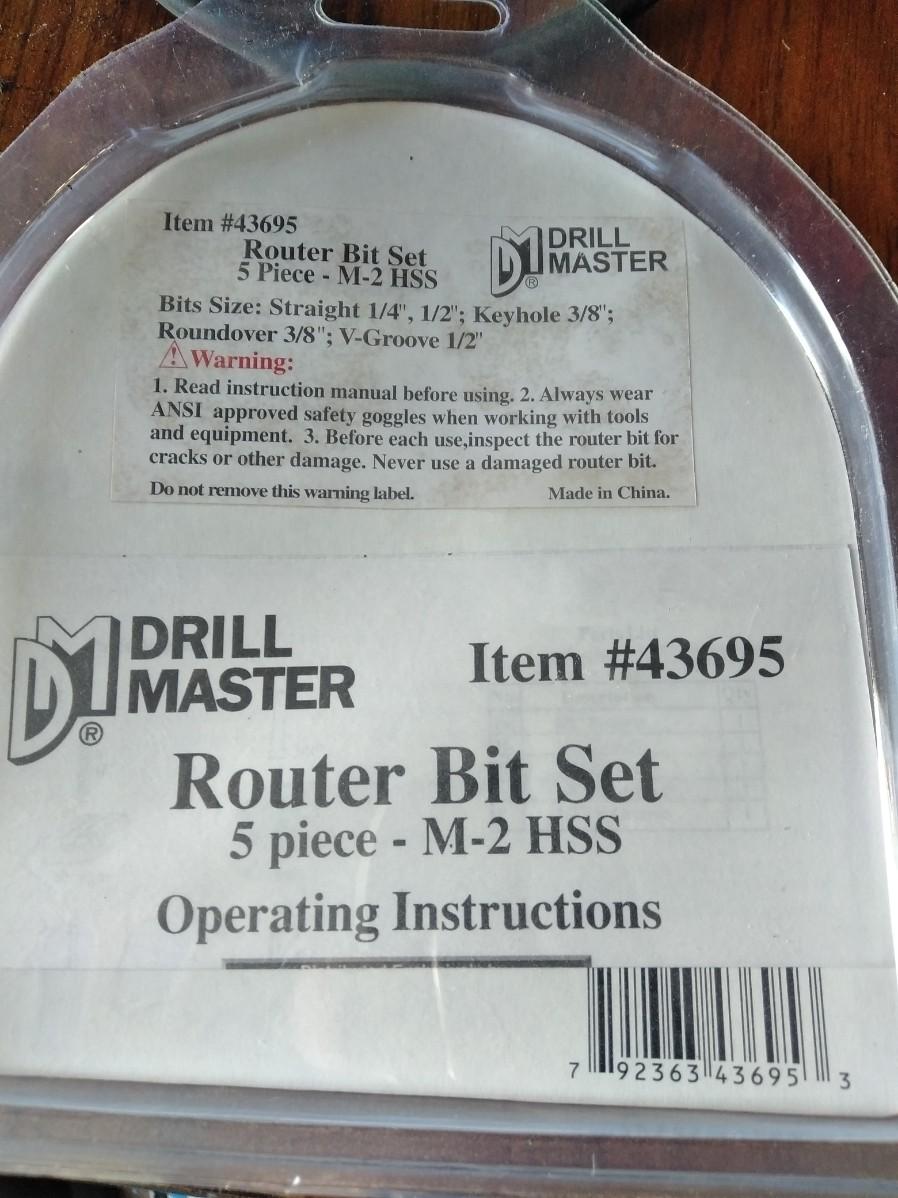 Item #43695
Router Bit Set
5 Piece - M-2 HSS
DM
®
DRILL
MASTER
Bits Size: Straight 1/4", 1/2"; Keyhole 3/8";
Roundover 3/8"; V-Groove 1/2"
Warning:
1. Read instruction manual before using. 2. Always wear
ANSI approved safety goggles when working with tools
and equipment. 3. Before each use,inspect the router bit for
cracks or other damage. Never use a damaged router bit.
Do not remove this warning label.
Made in China.
DM
®
DRILL
MASTER
Item #43695
Router Bit Set
5 piece - M-2 HSS
Operating Instructions
7 92363 43695 3